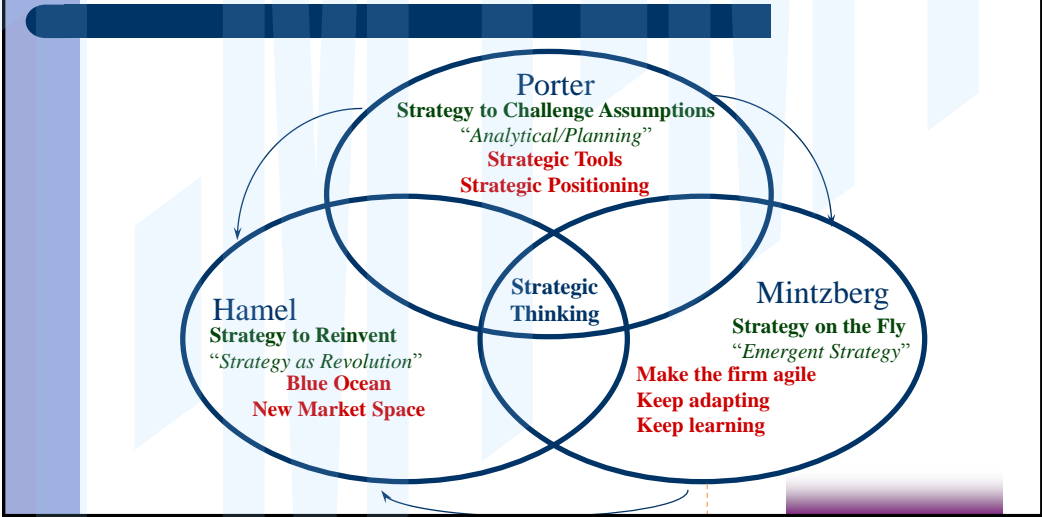 Porter
Strategy to Challenge Assumptions
“Analytical/Planning”
Strategic Tools
Strategic Positioning
Strategic
Thinking
Hamel
Strategy to Reinvent
“Strategy as Revolution”
Blue Ocean
New Market Space
Mintzberg
Strategy on the Fly
“Emergent Strategy”
Make the firm agile
Keep adapting
Keep learning